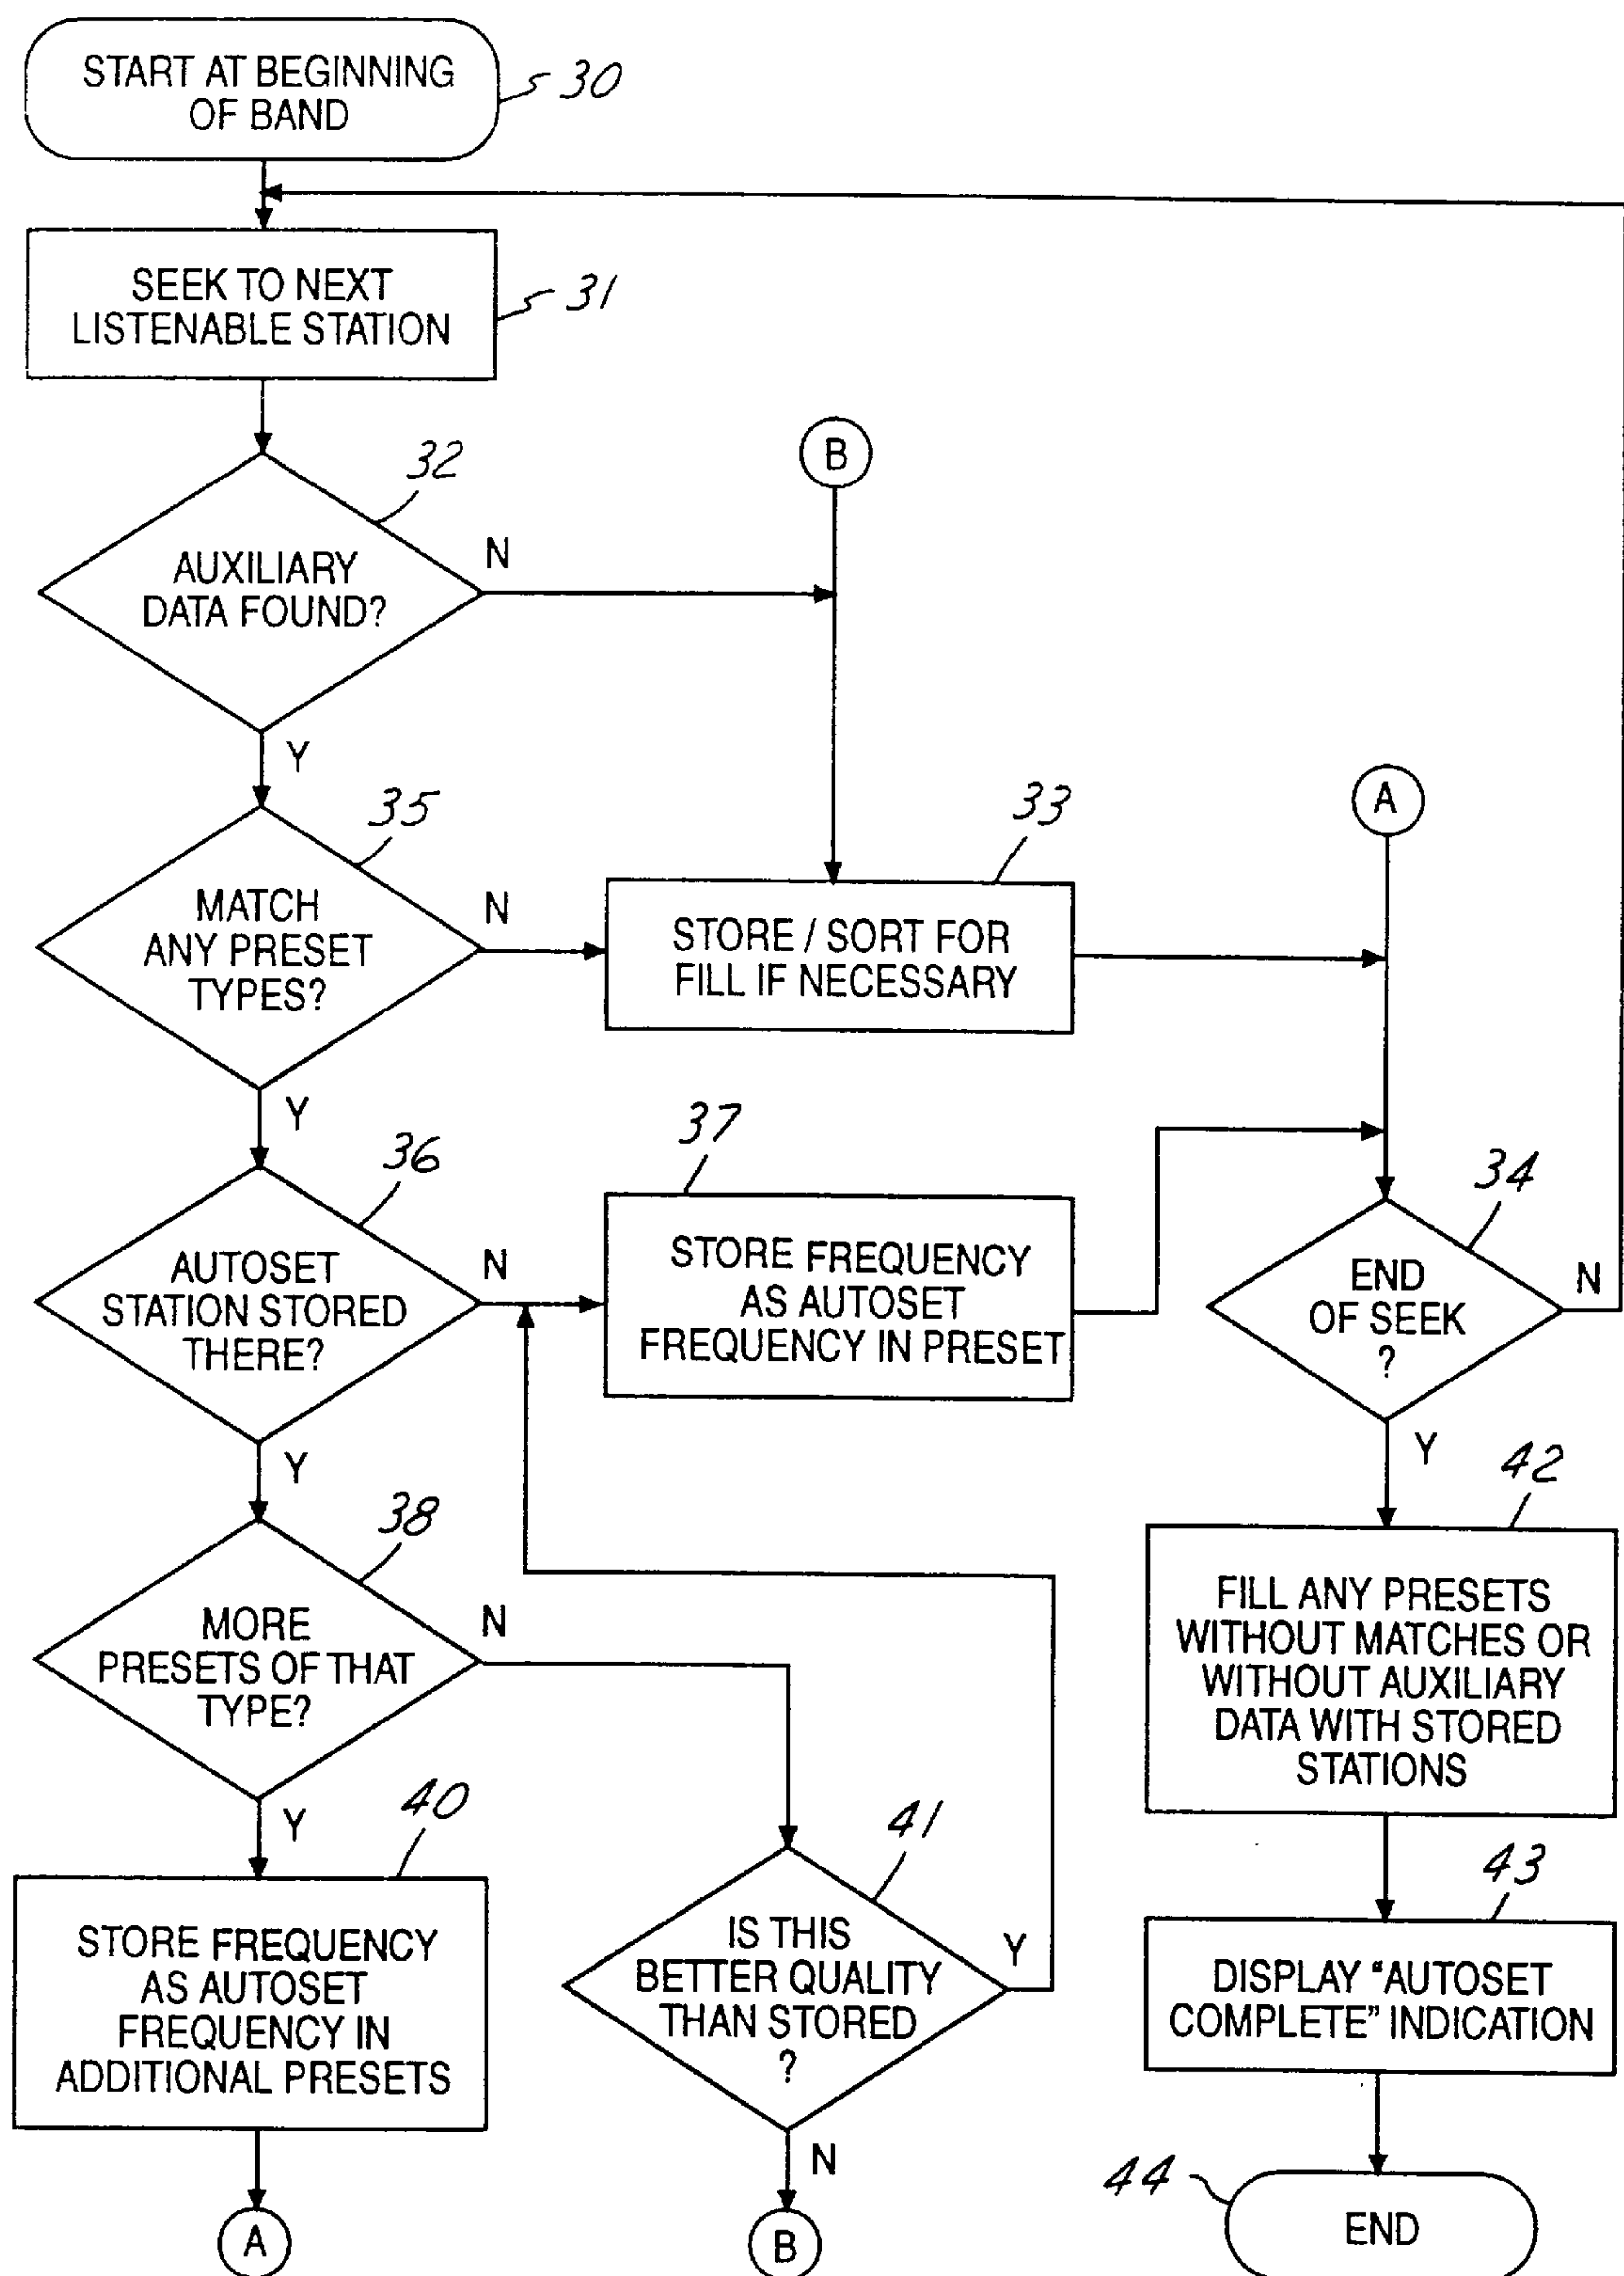 START AT BEGINNING
OF BAND
30
SEEK TO NEXT
LISTENABLE STATION
31
32
AUXILIARY
DATA FOUND?
N
Y
B
35
MATCH
ANY PRESET
TYPES?
N
Y
33
STORE / SORT FOR
FILL IF NECESSARY
A
36
AUTOSET
STATION STORED
THERE?
N
Y
37
STORE FREQUENCY
AS AUTOSET
FREQUENCY IN PRESET
34
END
OF SEEK
?
N
Y
38
MORE
PRESETS OF THAT
TYPE?
N
Y
42
FILL ANY PRESETS
WITHOUT MATCHES OR
WITHOUT AUXILIARY
DATA WITH STORED
STATIONS
40
STORE FREQUENCY
AS AUTOSET
FREQUENCY IN
ADDITIONAL PRESETS
A
41
IS THIS
BETTER QUALITY
THAN STORED
?
Y
N
B
43
DISPLAY "AUTOSET
COMPLETE" INDICATION
44
END